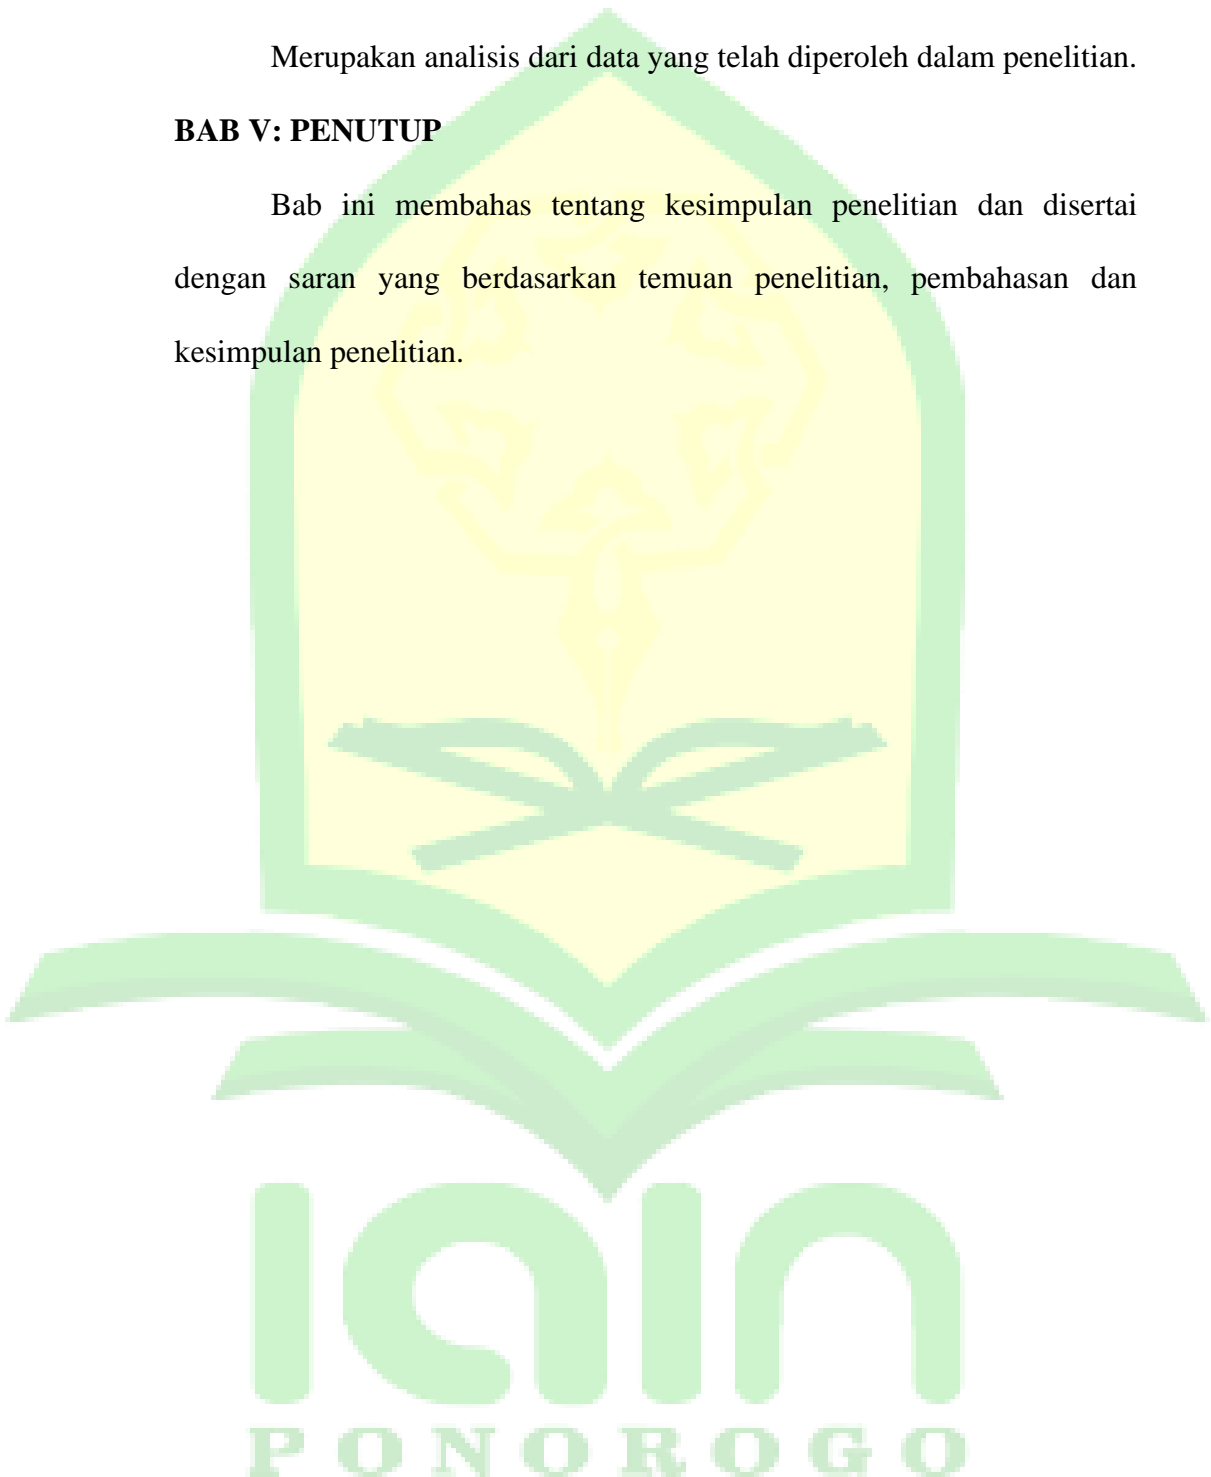 Merupakan analisis dari data yang telah diperoleh dalam penelitian.
BAB V: PENUTUP
Bab ini membahas tentang kesimpulan penelitian dan disertai
dengan saran yang berdasarkan temuan penelitian, pembahasan dan
kesimpulan penelitian.
iain
PONOROGO